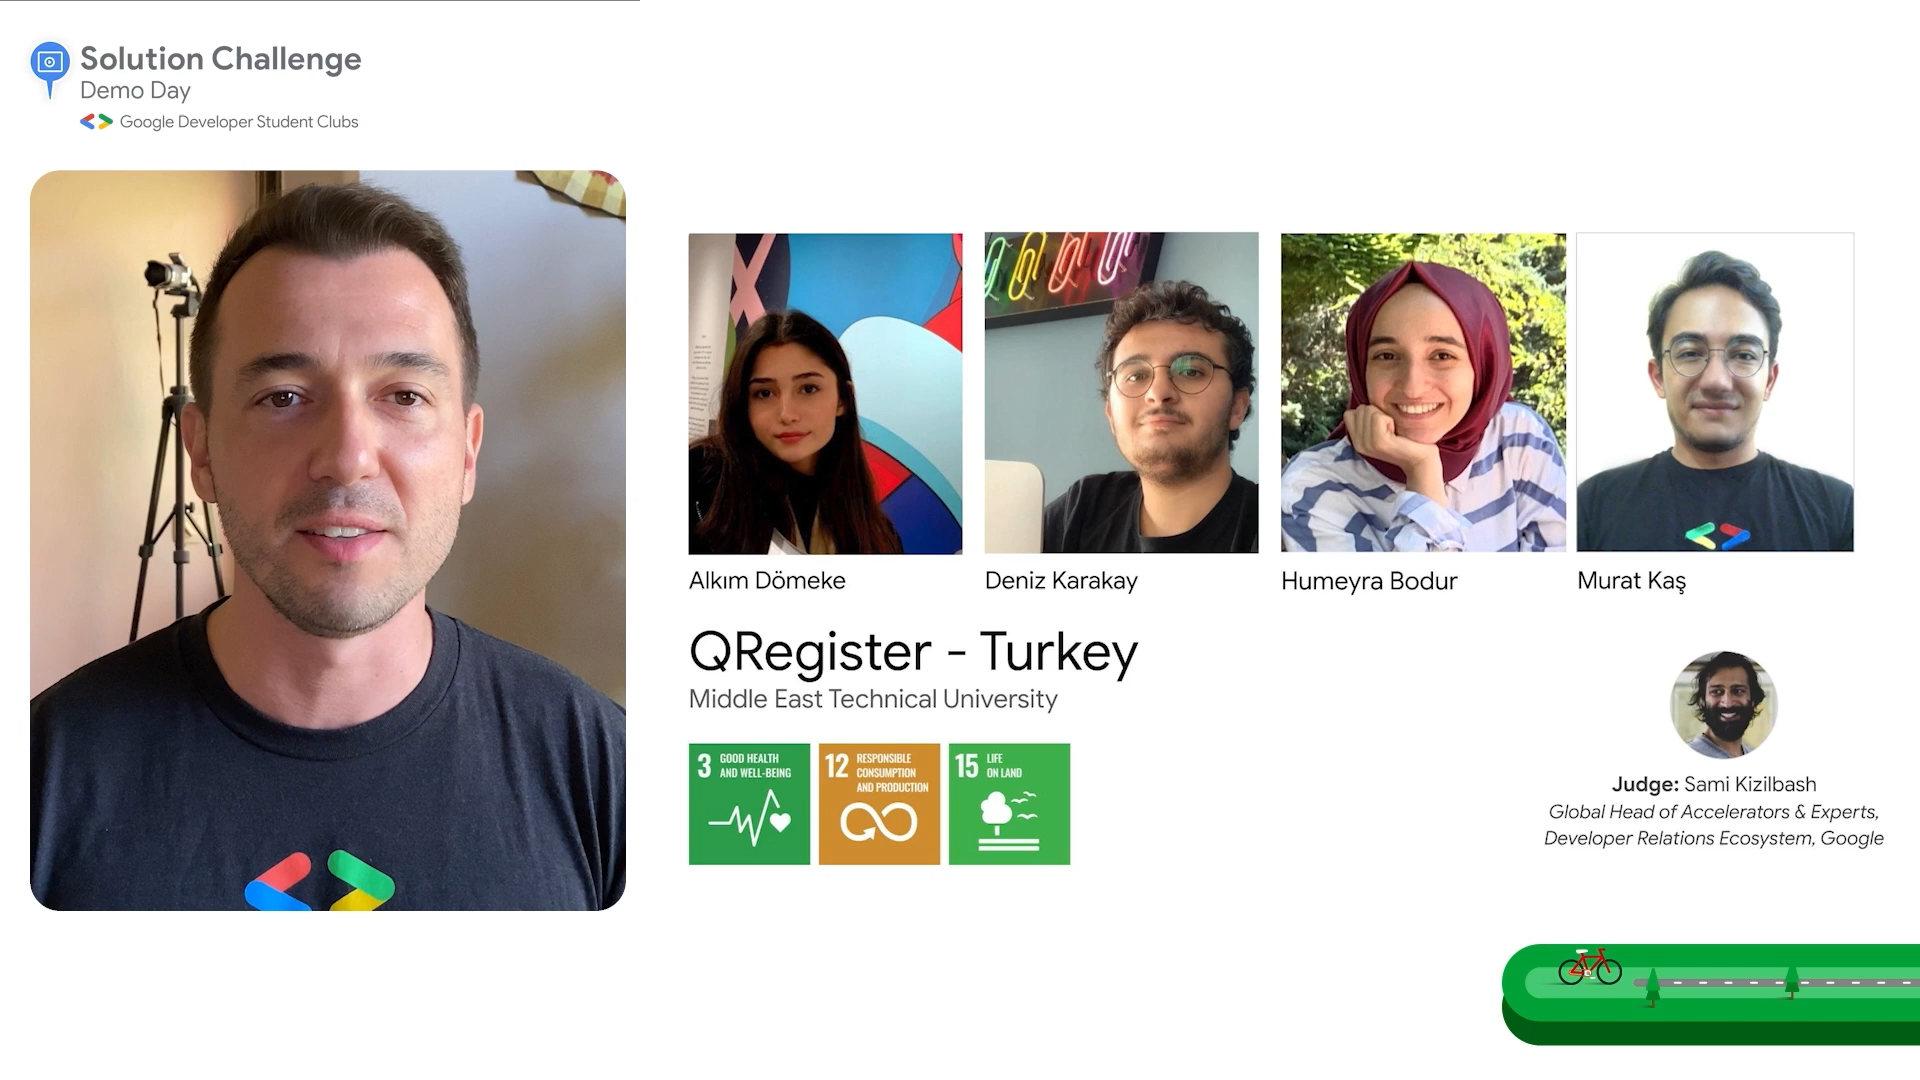 Solution Challenge
Demo Day
Google Developer Student Clubs
Alkım Dömeke
Deniz Karakay
Humeyra Bodur
Murat Kaş
QRegister - Turkey
Middle East Technical University
3 GOOD HEALTH
AND WELL-BEING
12 RESPONSIBLE
CONSUMPTION
AND PRODUCTION
15 LIFE
ON LAND
Judge: Sami Kizilbash
Global Head of Accelerators & Experts,
Developer Relations Ecosystem, Google